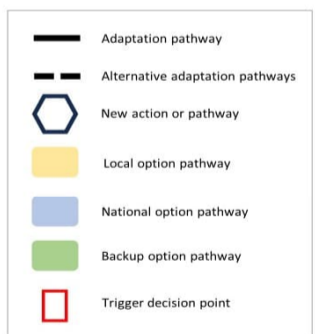 Adaptation pathway
Alternative adaptation pathways
New action or pathway
Local option pathway
National option pathway
Backup option pathway
Trigger decision point